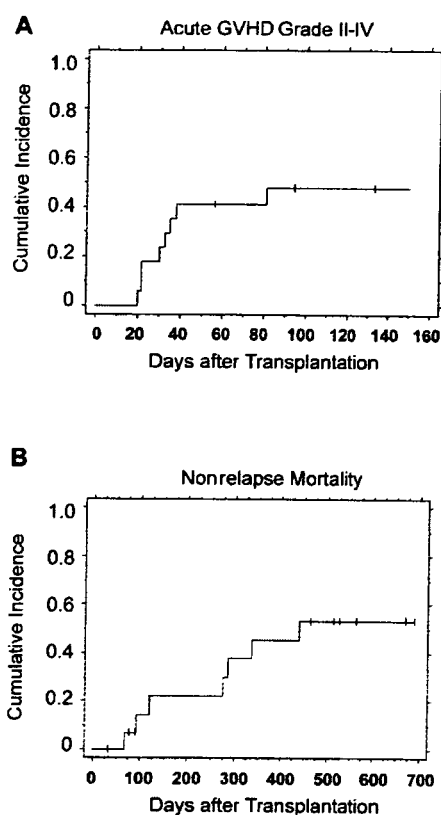 A
Acute GVHD Grade II-IV
Cumulative Incidence
1.0
0.8
0.6
0.4
0.2
0
0 20 40 60 80 100 120 140 160
Days after Transplantation
B
Nonrelapse Mortality
Cumulative Incidence
1.0
0.8
0.6
0.4
0.2
0
0 100 200 300 400 500 600 700
Days after Transplantation